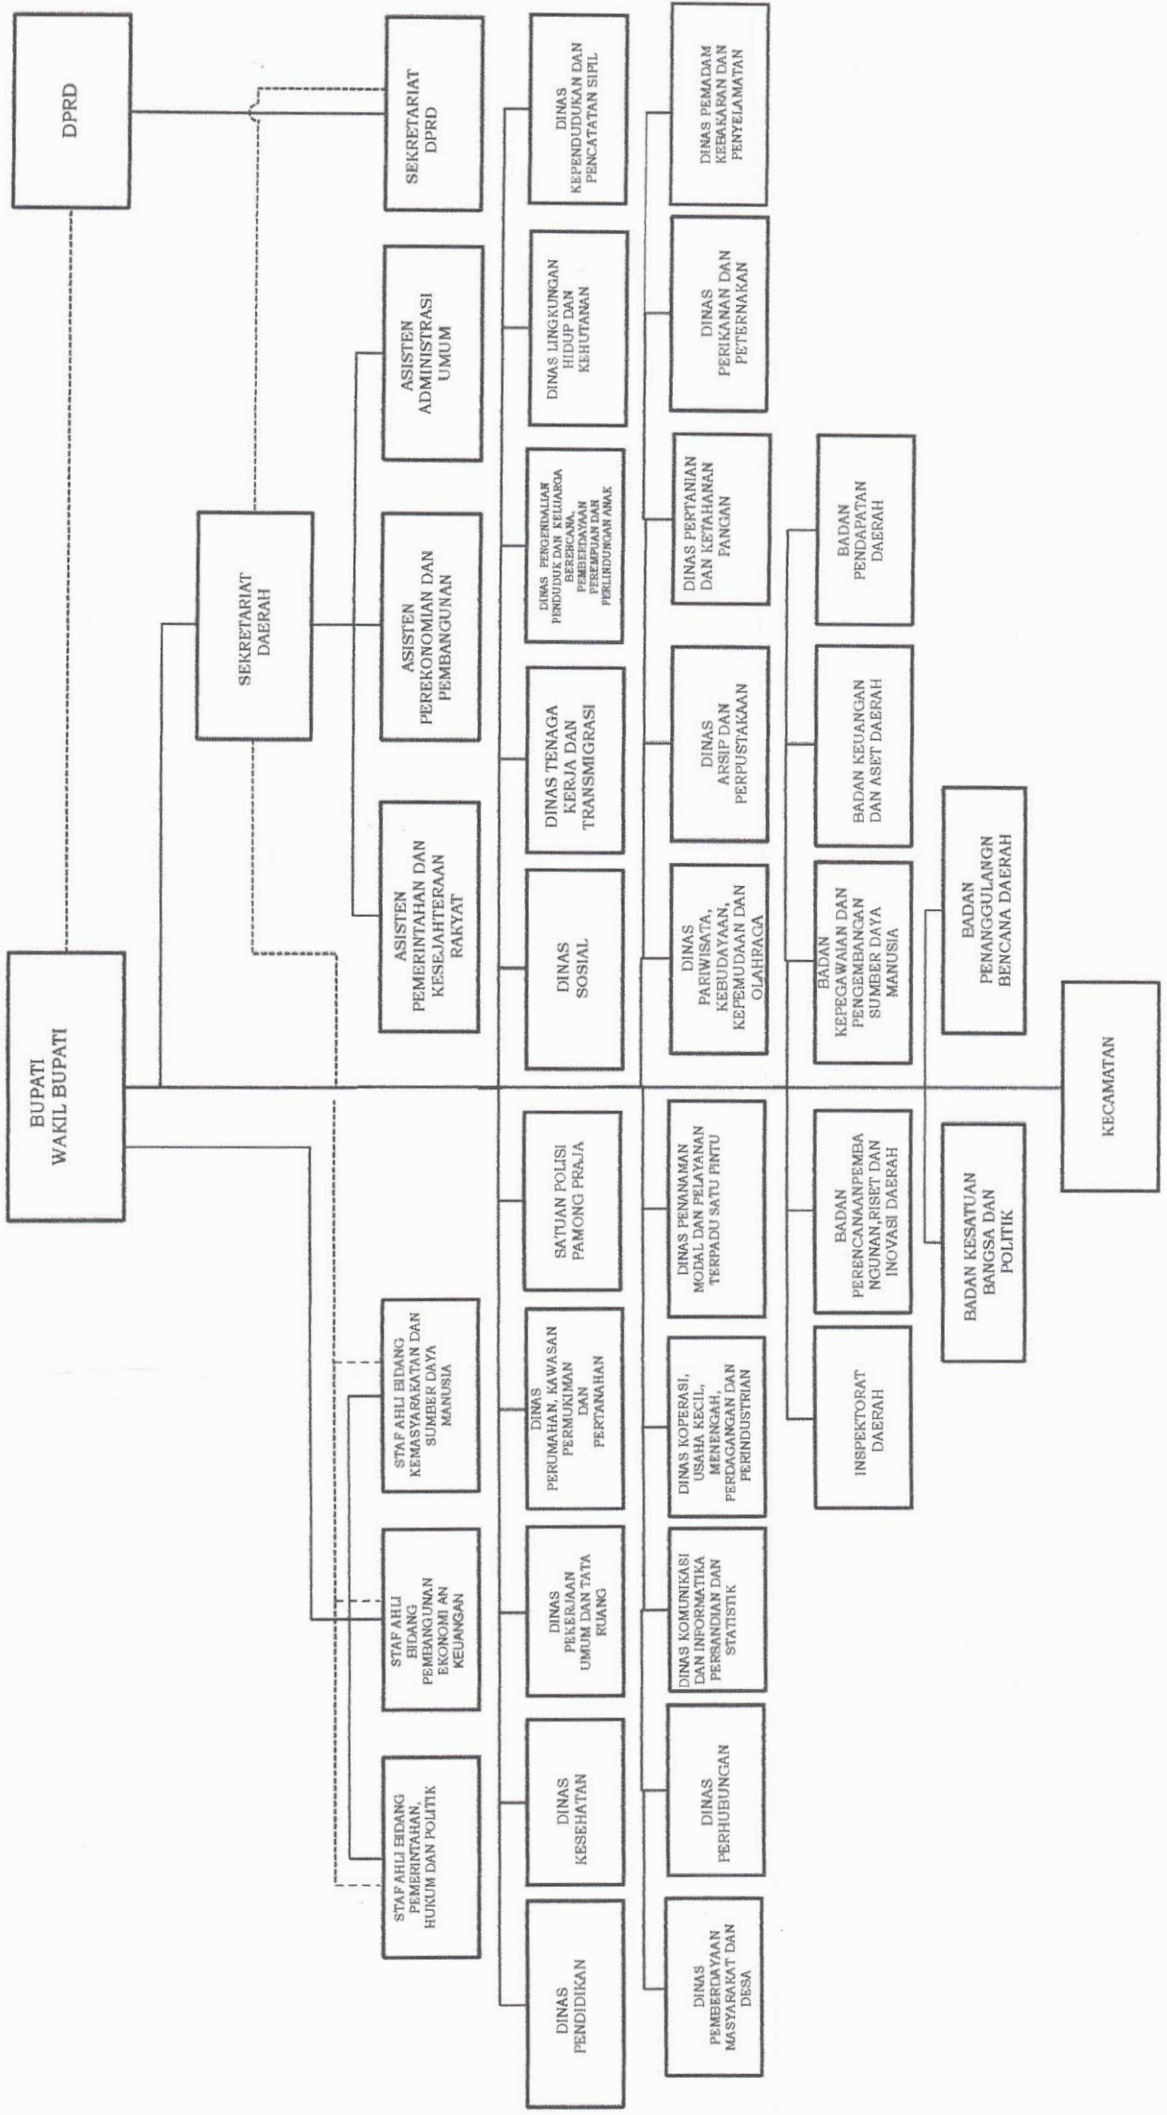 BUPATI
WAKIL BUPATI
DPRD
SEKRETARIAT
DAERAH
STAF AHLI BIDANG
PEMERINTAHAN,
HUKUM DAN POLITIK
STAF AHLI
BIDANG
PEMBANGUNAN
EKONOMI AN
KEUANGAN
STAF AHLI BIDANG
KEMASYARAKATAN DAN
SUMBER DAYA
MANUSIA
ASISTEN
PEMERINTAHAN DAN
KESEJAHTERAAN
RAKYAT
ASISTEN
PEREKONOMIAN DAN
PEMBANGUNAN
ASISTEN
ADMINISTRASI
UMUM
SEKRETARIAT
DPRD
DINAS
PENDIDIKAN
DINAS
KESEHATAN
DINAS
PEKERJAAN
UMUM DAN TATA
RUANG
DINAS
PERUMAHAN, KAWASAN
PERMUKIMAN
DAN
PERTANAHAN
SATUAN POLISI
PAMONG PRAJA
DINAS
SOSIAL
DINAS TENAGA
KERJA DAN
TRANSMIGRASI
DINAS PENGENDALIAN
PENDUDUK DAN KELUARGA
BERENCANA,
PEMBERDAYAAN
PEREMPUAN DAN
PERLINDUNGAN ANAK
DINAS LINGKUNGAN
HIDUP DAN
KEHUTANAN
DINAS
KEPENDUDUKAN DAN
PENCATATAN SIPIL
DINAS
PEMBERDAYAAN
MASYARAKAT DAN
DESA
DINAS
PERHUBUNGAN
DINAS KOMUNIKASI
DAN INFORMATIKA
PERSANDIAN DAN
STATISTIK
DINAS KOPERASI,
USAHA KECIL,
MENENGAH,
PERDAGANGAN DAN
PERINDUSTRIAN
DINAS PENANAMAN
MODAL DAN PELAYANAN
TERPADU SATU PINTU
DINAS
PARIWISATA,
KEBUDAYAAN,
KEPEMUDAAN DAN
OLAHRAGA
DINAS
ARSIP DAN
PERPUSTAKAAN
DINAS PERTANIAN
DAN KETAHANAN
PANGAN
DINAS
PERIKANAN DAN
PETERNAKAN
DINAS PEMADAM
KEBAKARAN DAN
PENYELAMATAN
INSPEKTORAT
DAERAH
BADAN
PERENCANAANPEMBA
NGUNAN,RISET DAN
INOVASI DAERAH
BADAN
KEPEGAWAIAN DAN
PENGEMBANGAN
SUMBER DAYA
MANUSIA
BADAN KEUANGAN
DAN ASET DAERAH
BADAN
PENDAPATAN
DAERAH
BADAN KESATUAN
BANGSA DAN
POLITIK
BADAN
PENANGGULANGN
BENCANA DAERAH
KECAMATAN